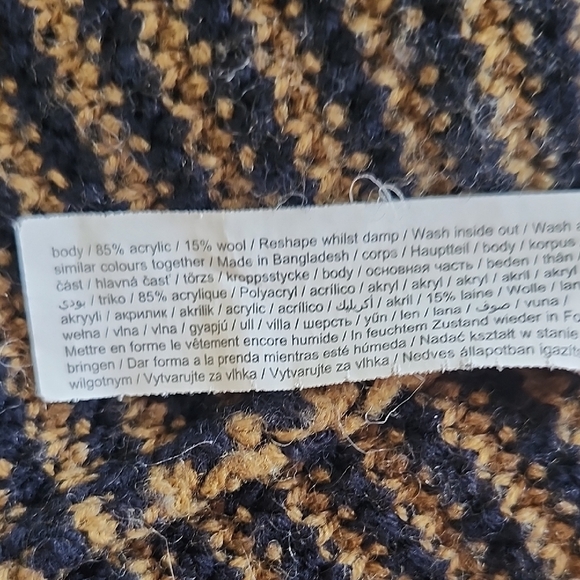 body / 85% acrylic / 15% wool / Reshape whilst damp / Wash inside out / Wash
similar colours together / Made in Bangladesh / corps / Hauptteil / body / korpus
část / hlavná časť / törzs / kroppsstycke / body / основная часть / beden / thân
بودي / triko / 85% acrylique / Polyacryl / acrílico / akryl / akryl / akryl / akril / akryl
akryyli / акрилик / akrilik / acrylic / acrílico / أكريليك / akril / 15% laine / Wolle / lan
wełna / vlna / vlna / gyapjú / ull / villa / шерсть / yűn / len / lana / صوف / vuna /
Mettre en forme le vêtement encore humide / In feuchtem Zustand wieder in Fo
bringen / Dar forma a la prenda mientras esté húmeda / Nadać kształt w stanie
wilgotnym / Vytvarujte za vlhka / Vytvarujte za vlhka / Nedves állapotban igazíts